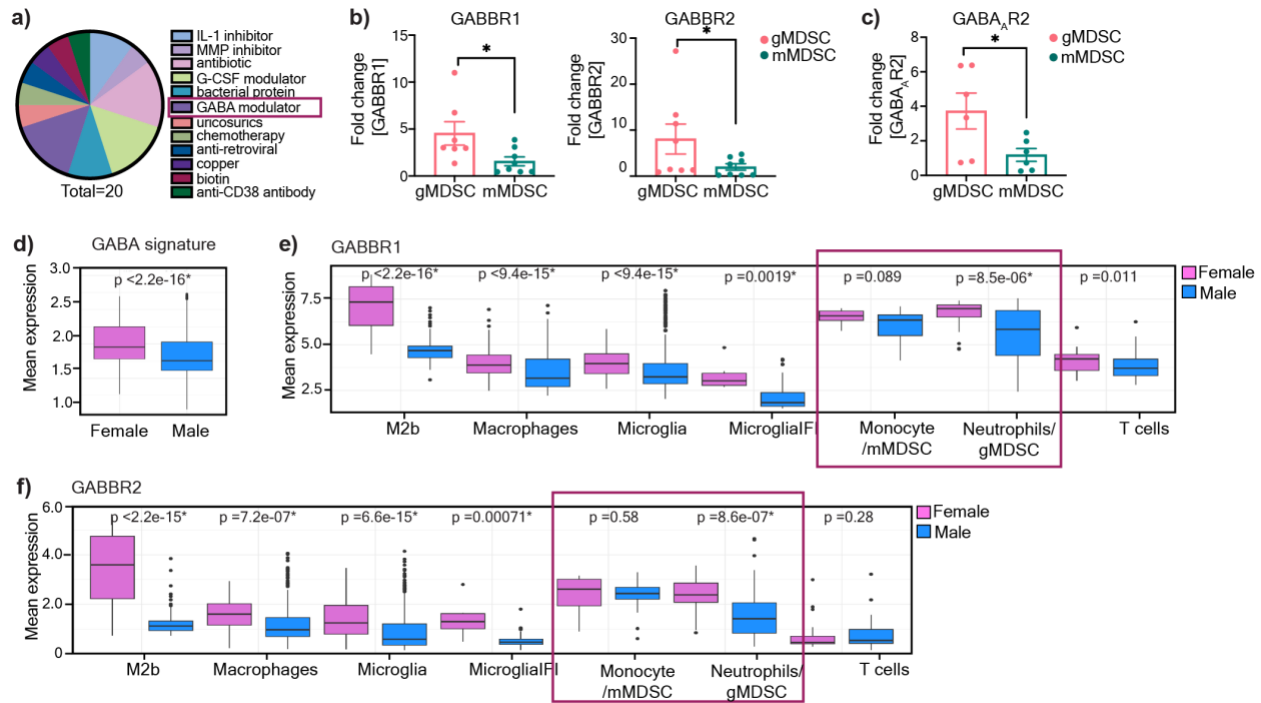 a)
IL-1 inhibitor
MMP inhibitor
antibiotic
G-CSF modulator
bacterial protein
GABA modulator
uricosurics
chemotherapy
anti-retroviral
copper
biotin
anti-CD38 antibody
Total=20
b)
GABBR1
Fold change
[GABBR1]
15
10
5
0
*
gMDSC mMDSC
GABBR2
Fold change
[GABBR2]
30
20
10
0
*
gMDSC mMDSC
gMDSC
mMDSC
c)
GABA_AR2
Fold change
[GABA_AR2]
8
6
4
2
0
*
gMDSC mMDSC
gMDSC
mMDSC
d)
GABA signature
Mean expression
3.0
2.5
2.0
1.5
1.0
p <2.2e-16*
Female Male
e)
GABBR1
Mean expression
7.5
5.0
2.5
p <2.2e-16* p <9.4e-15* p <9.4e-15* p =0.0019* p =0.089 p =8.5e-06* p =0.011
Female
Male
M2b Macrophages Microglia MicrogliaIFI Monocyte Neutrophils/ T cells
/mMDSC gMDSC
f)
GABBR2
Mean expression
6.0
4.0
2.0
0
p <2.2e-15* p =7.2e-07* p =6.6e-15* p =0.00071* p =0.58 p =8.6e-07* p =0.28
Female
Male
M2b Macrophages Microglia MicrogliaIFI Monocyte Neutrophils/ T cells
/mMDSC gMDSC